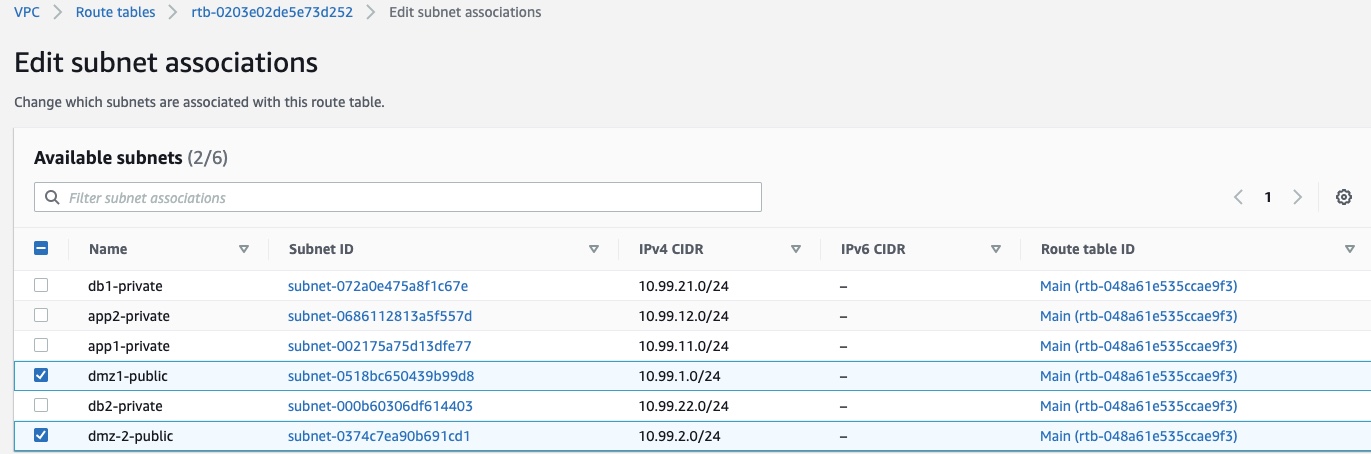 VPC > Route tables > rtb-0203e02de5e73d252 > Edit subnet associations
Edit subnet associations
Change which subnets are associated with this route table.
Available subnets (2/6)
Filter subnet associations
1
Name Subnet ID IPv4 CIDR IPv6 CIDR Route table ID
db1-private subnet-072a0e475a8f1c67e 10.99.21.0/24 – Main (rtb-048a61e535ccae9f3)
app2-private subnet-0686112813a5f557d 10.99.12.0/24 – Main (rtb-048a61e535ccae9f3)
app1-private subnet-002175a75d13dfe77 10.99.11.0/24 – Main (rtb-048a61e535ccae9f3)
dmz1-public subnet-0518bc650439b99d8 10.99.1.0/24 – Main (rtb-048a61e535ccae9f3)
db2-private subnet-000b60306df614403 10.99.22.0/24 – Main (rtb-048a61e535ccae9f3)
dmz-2-public subnet-0374c7ea90b691cd1 10.99.2.0/24 – Main (rtb-048a61e535ccae9f3)